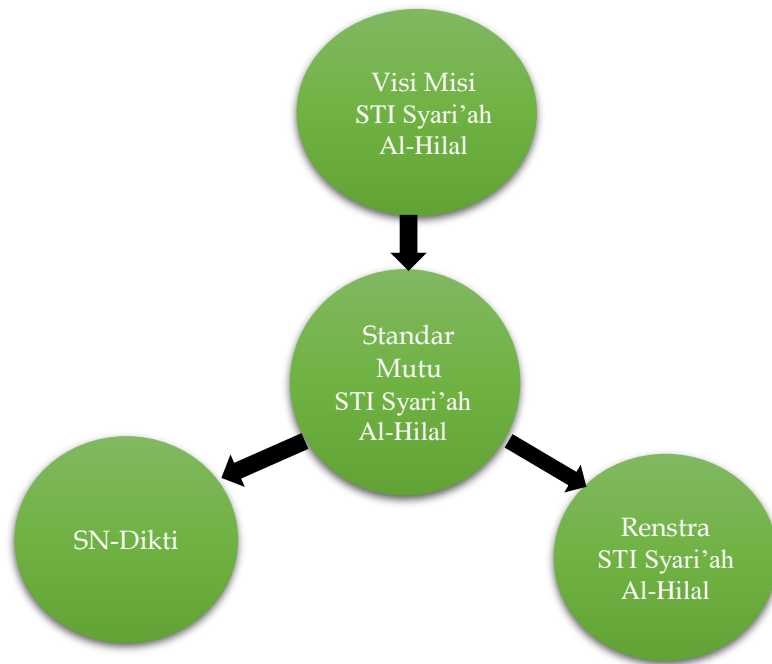 Visi Misi
STI Syari’ah
Al-Hilal
Standar
Mutu
STI Syari’ah
Al-Hilal
SN-Dikti
Renstra
STI Syari’ah
Al-Hilal